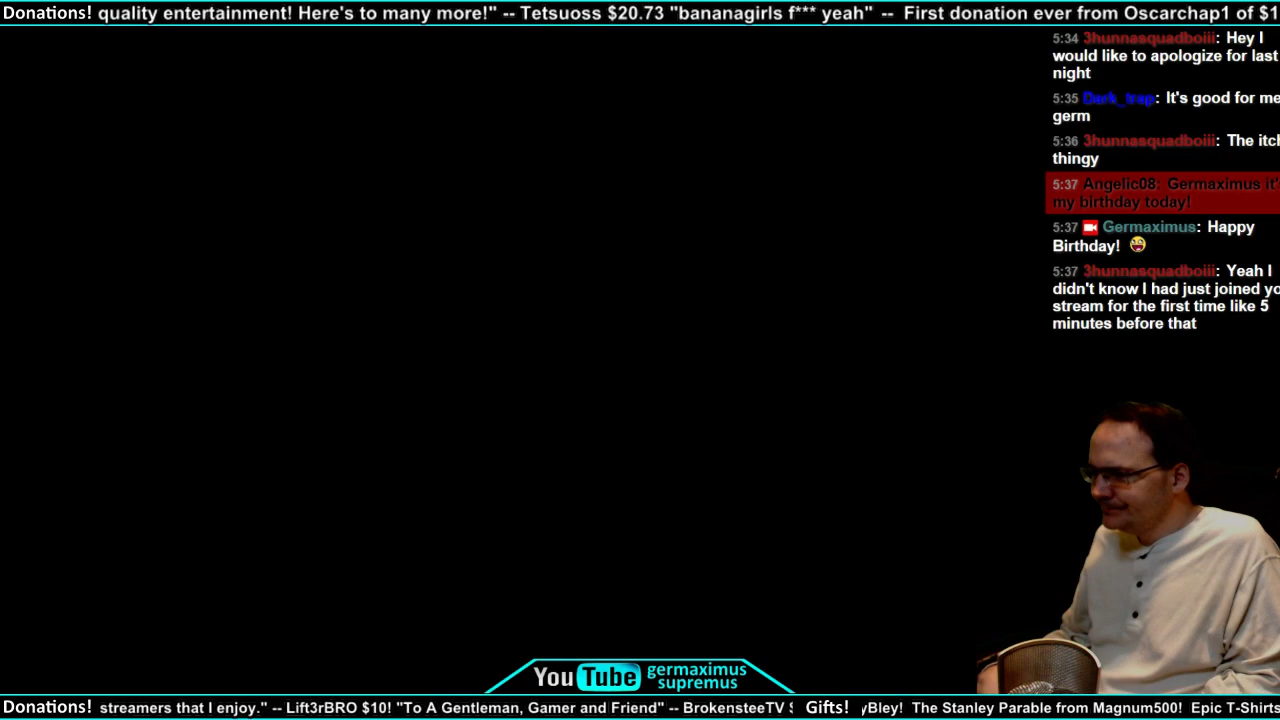 Donations! quality entertainment! Here's to many more!" -- Tetsuoss $20.73 "bananagirls f*** yeah" -- First donation ever from Oscarchap1 of $1
5:34 3hunnasquadboiii: Hey I
would like to apologize for last
night
5:35 Dark_trap: It's good for me
germ
5:36 3hunnasquadboiii: The itch
thingy
5:37 Angelic08: Germaximus it'
my birthday today!
5:37 Germaximus: Happy
Birthday!
5:37 3hunnasquadboiii: Yeah I
didn't know I had just joined yo
stream for the first time like 5
minutes before that
YouTube germaximus
supremus
Donations! streamers that I enjoy." -- Lift3rBRO $10! "To A Gentleman, Gamer and Friend" -- BrokensteeTV $ Gifts! yBley! The Stanley Parable from Magnum500! Epic T-Shirts